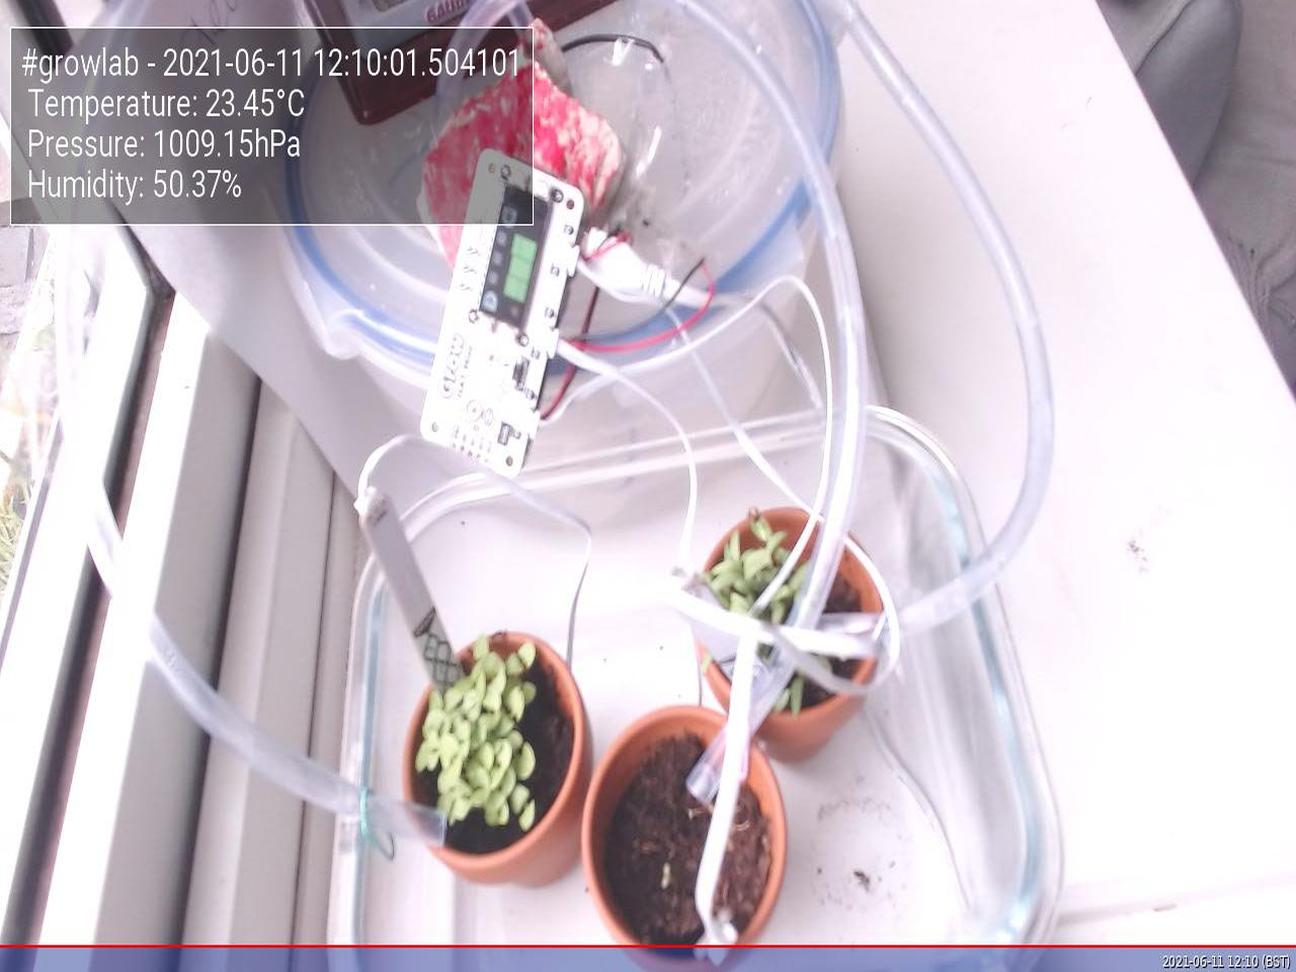 #growlab - 2021-06-11 12:10:01.504101
Temperature: 23.45°C
Pressure: 1009.15hPa
Humidity: 50.37%
2021-06-11 12:10 (BST)